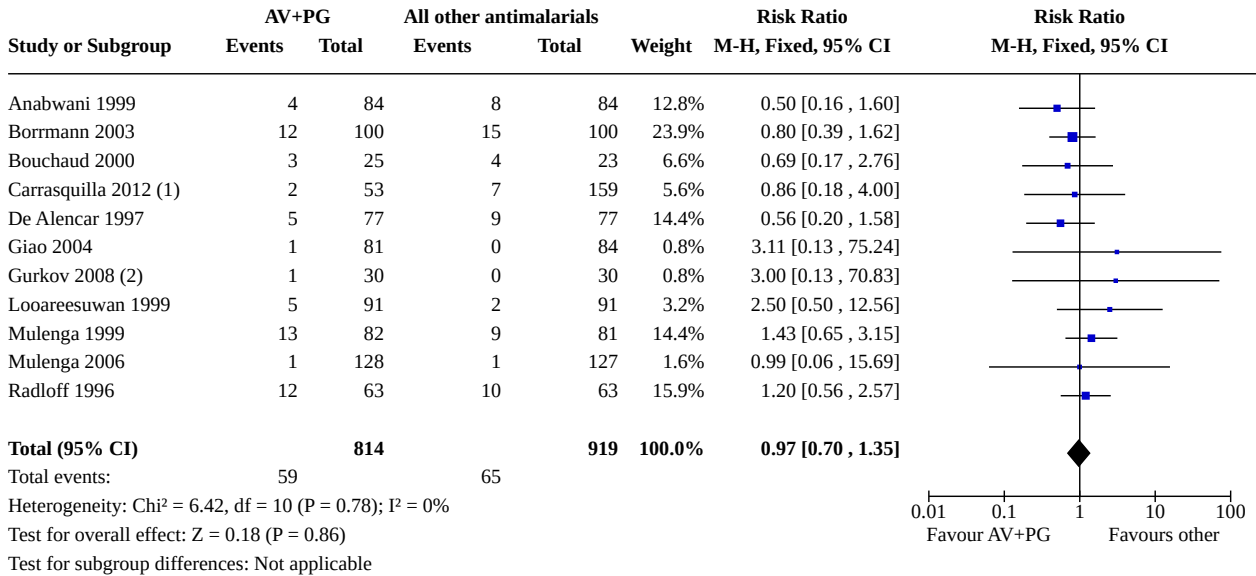 AV+PG All other antimalarials Risk Ratio Risk Ratio
Study or Subgroup Events Total Events Total Weight M-H, Fixed, 95% CI M-H, Fixed, 95% CI
Anabwani 1999 4 84 8 84 12.8% 0.50 [0.16 , 1.60]
Borrmann 2003 12 100 15 100 23.9% 0.80 [0.39 , 1.62]
Bouchaud 2000 3 25 4 23 6.6% 0.69 [0.17 , 2.76]
Carrasquilla 2012 (1) 2 53 7 159 5.6% 0.86 [0.18 , 4.00]
De Alencar 1997 5 77 9 77 14.4% 0.56 [0.20 , 1.58]
Giao 2004 1 81 0 84 0.8% 3.11 [0.13 , 75.24]
Gurkov 2008 (2) 1 30 0 30 0.8% 3.00 [0.13 , 70.83]
Looareesuwan 1999 5 91 2 91 3.2% 2.50 [0.50 , 12.56]
Mulenga 1999 13 82 9 81 14.4% 1.43 [0.65 , 3.15]
Mulenga 2006 1 128 1 127 1.6% 0.99 [0.06 , 15.69]
Radloff 1996 12 63 10 63 15.9% 1.20 [0.56 , 2.57]
Total (95% CI) 814 919 100.0% 0.97 [0.70 , 1.35]
Total events: 59 65
Heterogeneity: Chi² = 6.42, df = 10 (P = 0.78); I² = 0%
0.01 0.1 1 10 100
Test for overall effect: Z = 0.18 (P = 0.86) Favour AV+PG Favours other
Test for subgroup differences: Not applicable